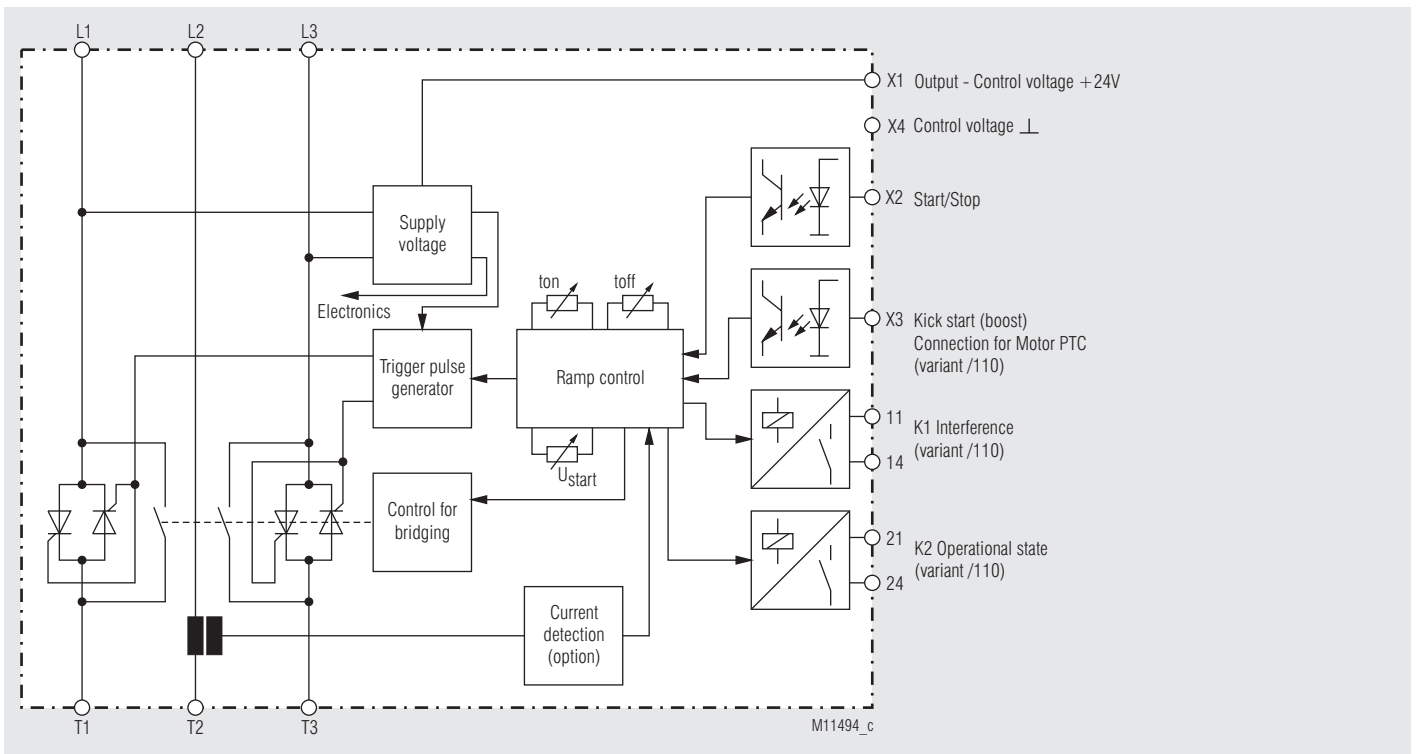 L1
L2
L3
X1 Output - Control voltage +24V
X4 Control voltage ⊥
X2 Start/Stop
Supply
voltage
Electronics
ton
toff
X3 Kick start (boost)
Connection for Motor PTC
(variant /110)
Trigger pulse
generator
Ramp control
11
K1 Interference
(variant /110)
14
Ustart
Control for
bridging
21
K2 Operational state
(variant /110)
24
Current
detection
(option)
T1
T2
T3
M11494_c